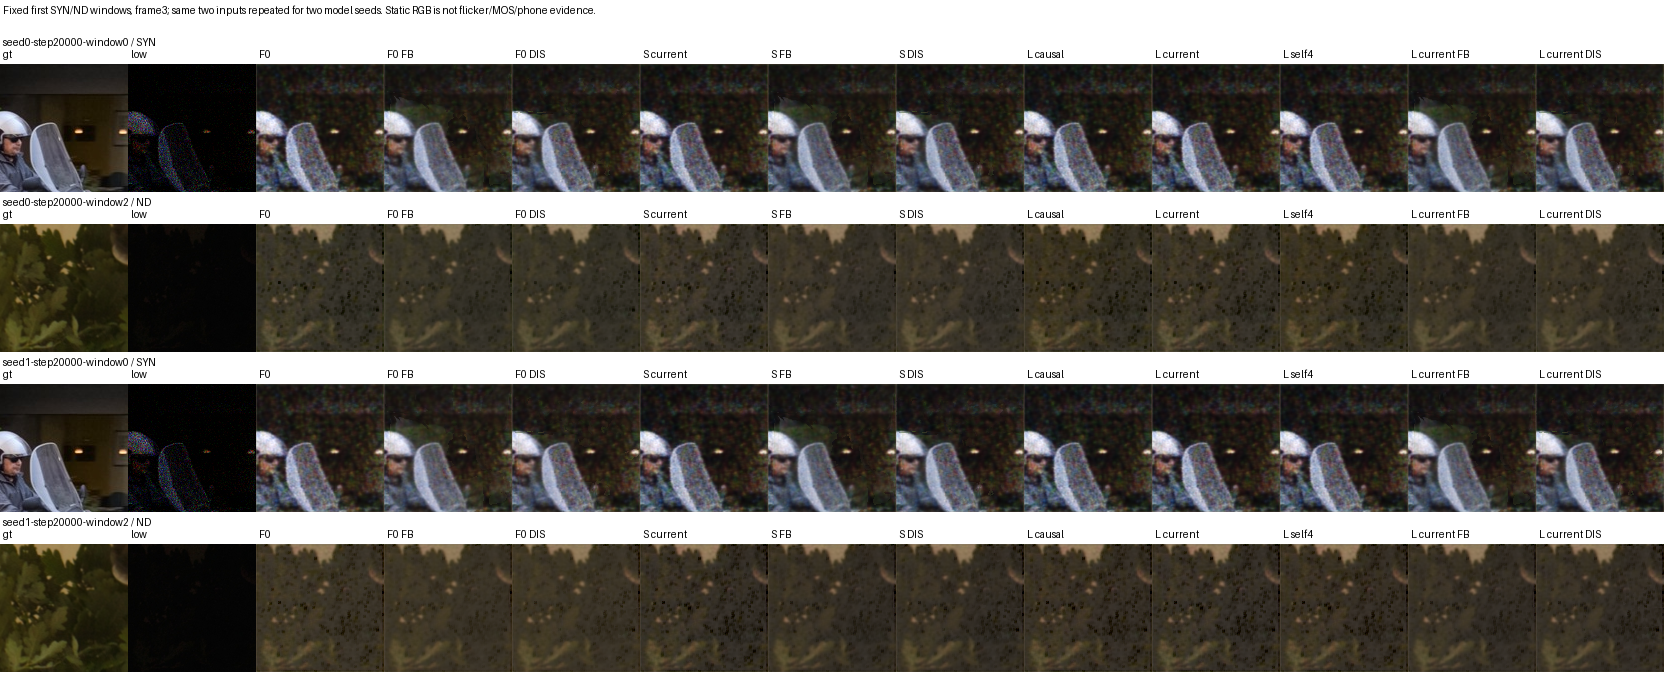 Fixed first SYN/ND windows, frame3; same two inputs repeated for two model seeds. Static RGB is not flicker/MOS/phone evidence.
seed0-step20000-window0 / SYN
gt low F0 F0 FB F0 DIS S current S FB S DIS L causal L current L self4 L current FB L current DIS
seed0-step20000-window2 / ND
gt low F0 F0 FB F0 DIS S current S FB S DIS L causal L current L self4 L current FB L current DIS
seed1-step20000-window0 / SYN
gt low F0 F0 FB F0 DIS S current S FB S DIS L causal L current L self4 L current FB L current DIS
seed1-step20000-window2 / ND
gt low F0 F0 FB F0 DIS S current S FB S DIS L causal L current L self4 L current FB L current DIS